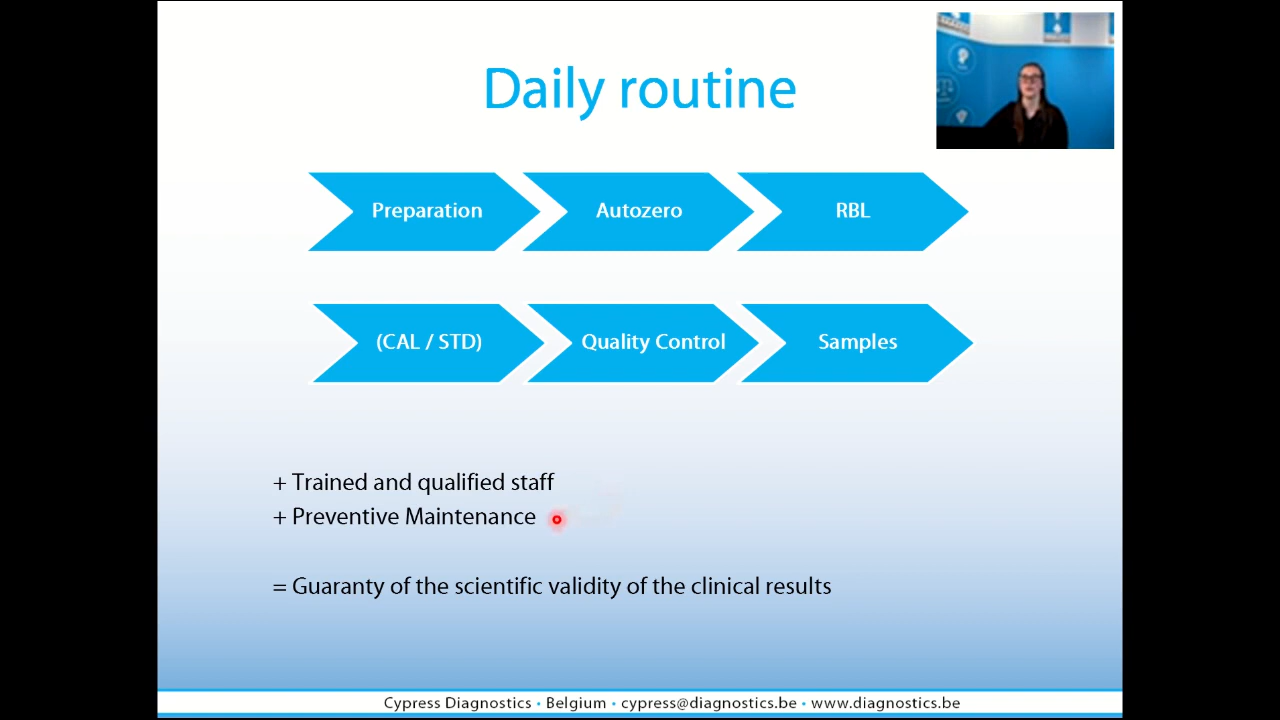 Daily routine
Preparation
Autozero
RBL
(CAL / STD)
Quality Control
Samples
+ Trained and qualified staff
+ Preventive Maintenance
= Guaranty of the scientific validity of the clinical results
Cypress Diagnostics • Belgium • cypress@diagnostics.be • www.diagnostics.be